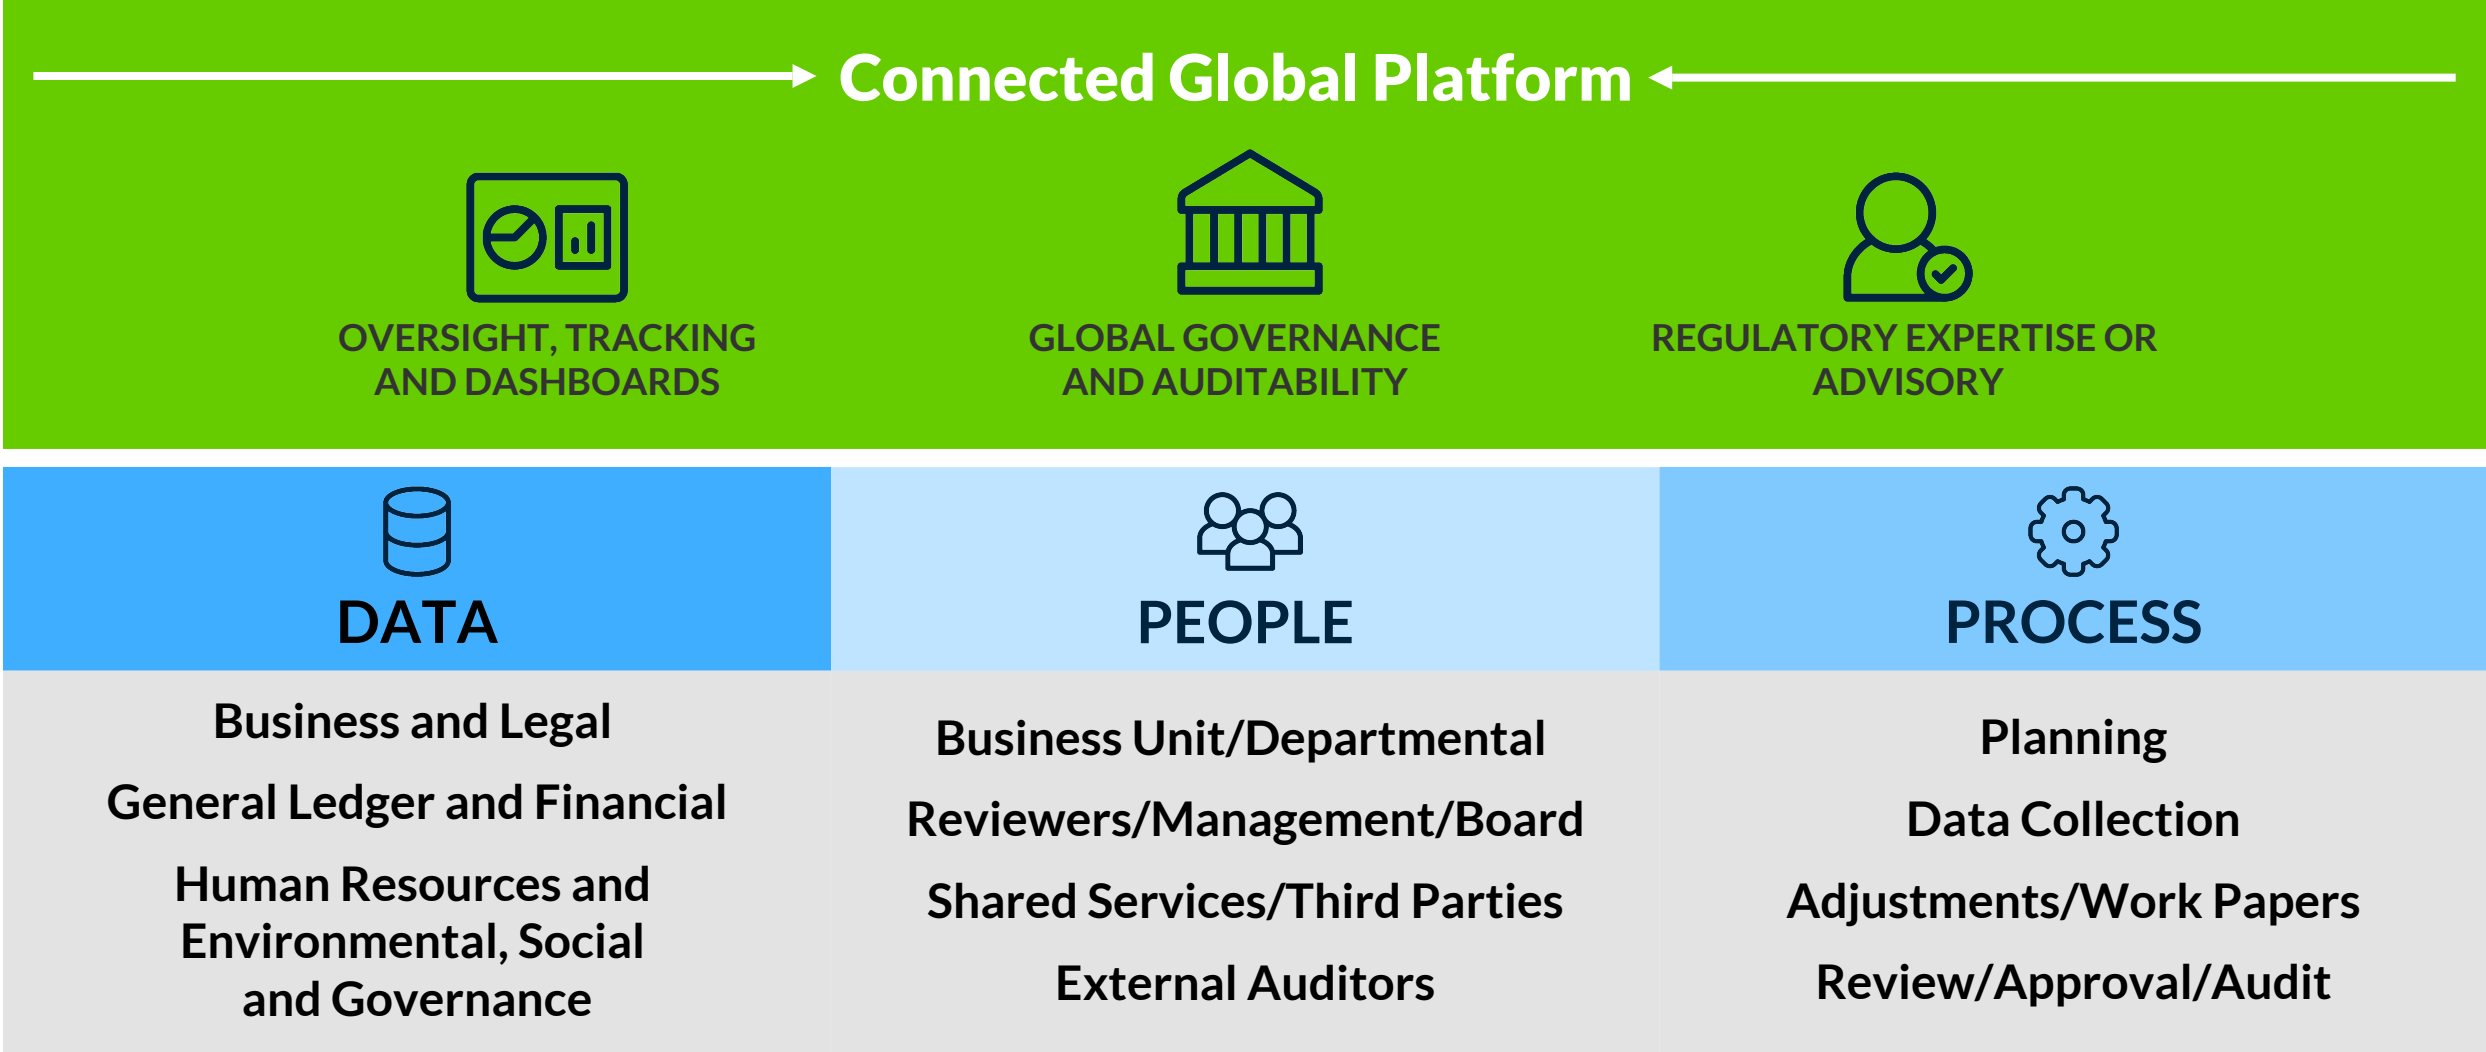 Connected Global Platform
OVERSIGHT, TRACKING
AND DASHBOARDS
GLOBAL GOVERNANCE
AND AUDITABILITY
REGULATORY EXPERTISE OR
ADVISORY
DATA
Business and Legal
General Ledger and Financial
Human Resources and
Environmental, Social
and Governance
PEOPLE
Business Unit/Departmental
Reviewers/Management/Board
Shared Services/Third Parties
External Auditors
PROCESS
Planning
Data Collection
Adjustments/Work Papers
Review/Approval/Audit